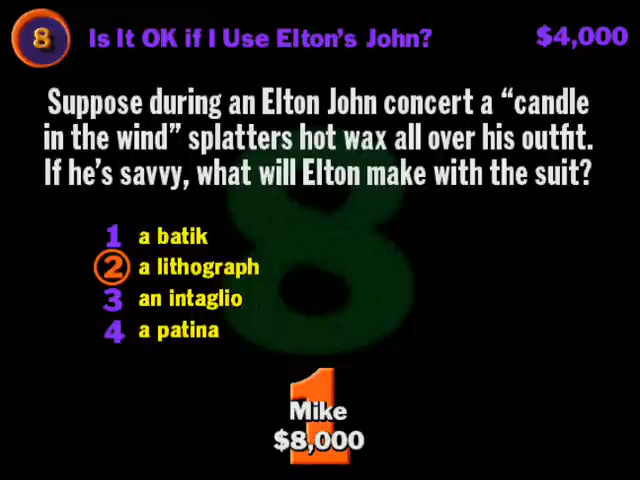 8 Is It OK if I Use Elton's John? $4,000
Suppose during an Elton John concert a "candle
in the wind" splatters hot wax all over his outfit.
If he's savvy, what will Elton make with the suit?
1 a batik
2 a lithograph
3 an intaglio
4 a patina
8
1
Mike
$8,000